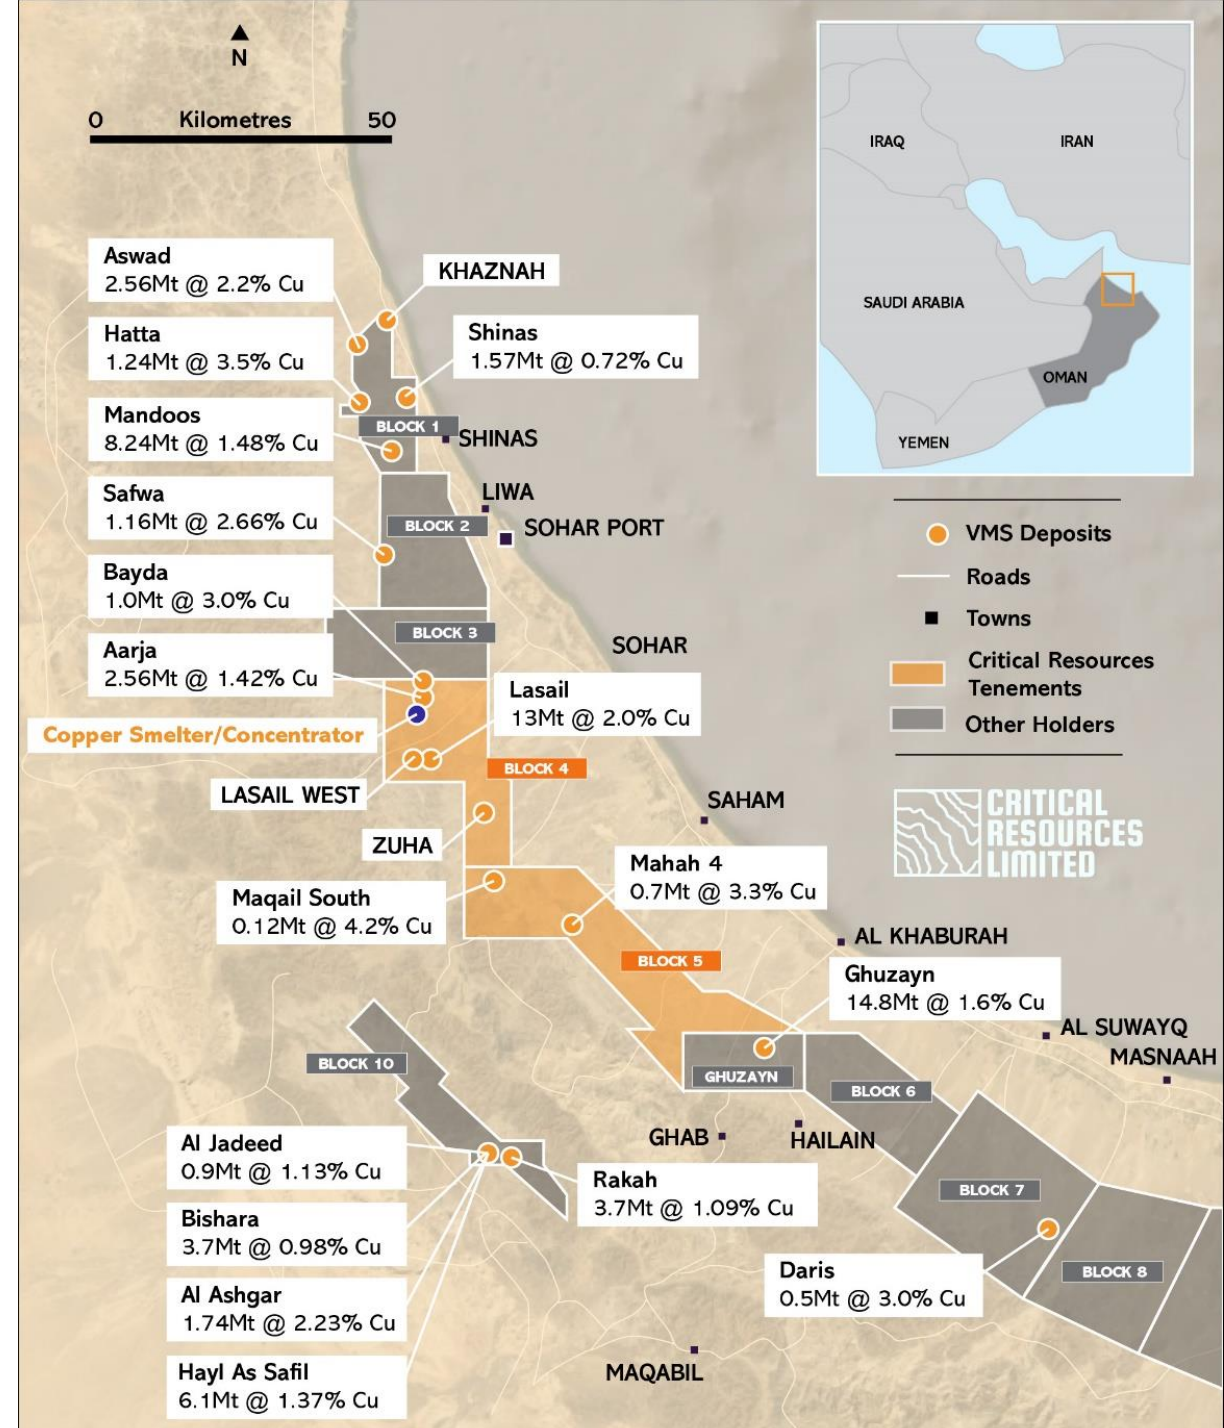 N
0 Kilometres 50
IRAQ
IRAN
SAUDI ARABIA
OMAN
YEMEN
Aswad
2.56Mt @ 2.2% Cu
KHAZNAH
Hatta
1.24Mt @ 3.5% Cu
Shinas
1.57Mt @ 0.72% Cu
Mandoos
8.24Mt @ 1.48% Cu
BLOCK 1
SHINAS
Safwa
1.16Mt @ 2.66% Cu
LIWA
BLOCK 2
SOHAR PORT
VMS Deposits
Roads
Towns
Critical Resources
Tenements
Other Holders
Bayda
1.0Mt @ 3.0% Cu
BLOCK 3
SOHAR
Aarja
2.56Mt @ 1.42% Cu
Lasail
13Mt @ 2.0% Cu
Copper Smelter/Concentrator
BLOCK 4
LASAIL WEST
SAHAM
CRITICAL
RESOURCES
LIMITED
ZUHA
Mahah 4
0.7Mt @ 3.3% Cu
Maqail South
0.12Mt @ 4.2% Cu
AL KHABURAH
BLOCK 5
Ghuzayn
14.8Mt @ 1.6% Cu
AL SUWAYQ
MASNAAH
BLOCK 10
GHUZAYN
BLOCK 6
GHAB
HAILAIN
Al Jadeed
0.9Mt @ 1.13% Cu
Rakah
3.7Mt @ 1.09% Cu
BLOCK 7
Bishara
3.7Mt @ 0.98% Cu
Daris
0.5Mt @ 3.0% Cu
BLOCK 8
Al Ashgar
1.74Mt @ 2.23% Cu
Hayl As Safil
6.1Mt @ 1.37% Cu
MAQABIL